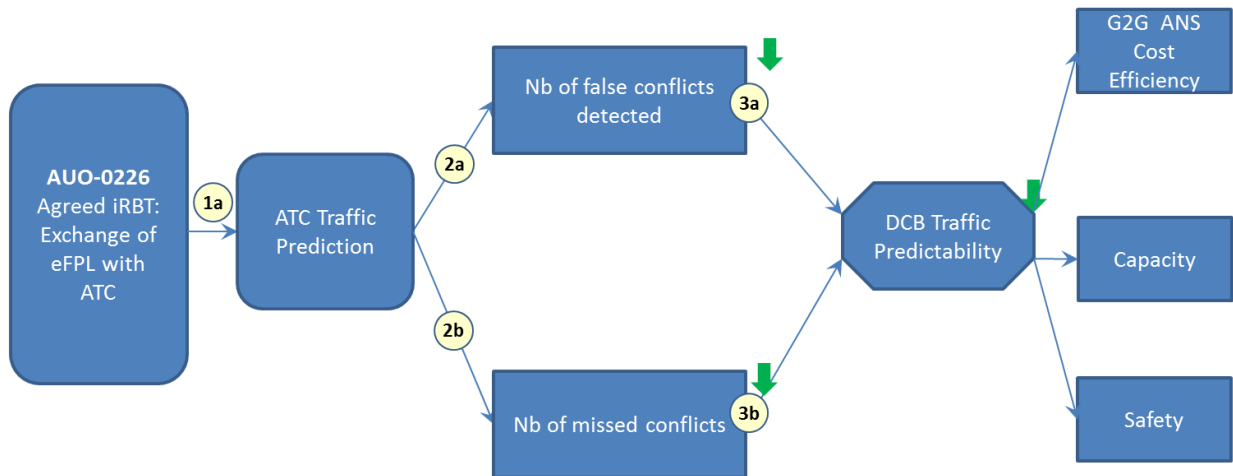 AUO-0226
Agreed iRBT:
Exchange of
eFPL with
ATC
1a
ATC Traffic
Prediction
2a
2b
Nb of false conflicts
detected
3a
Nb of missed conflicts
3b
DCB Traffic
Predictability
G2G ANS
Cost
Efficiency
Capacity
Safety